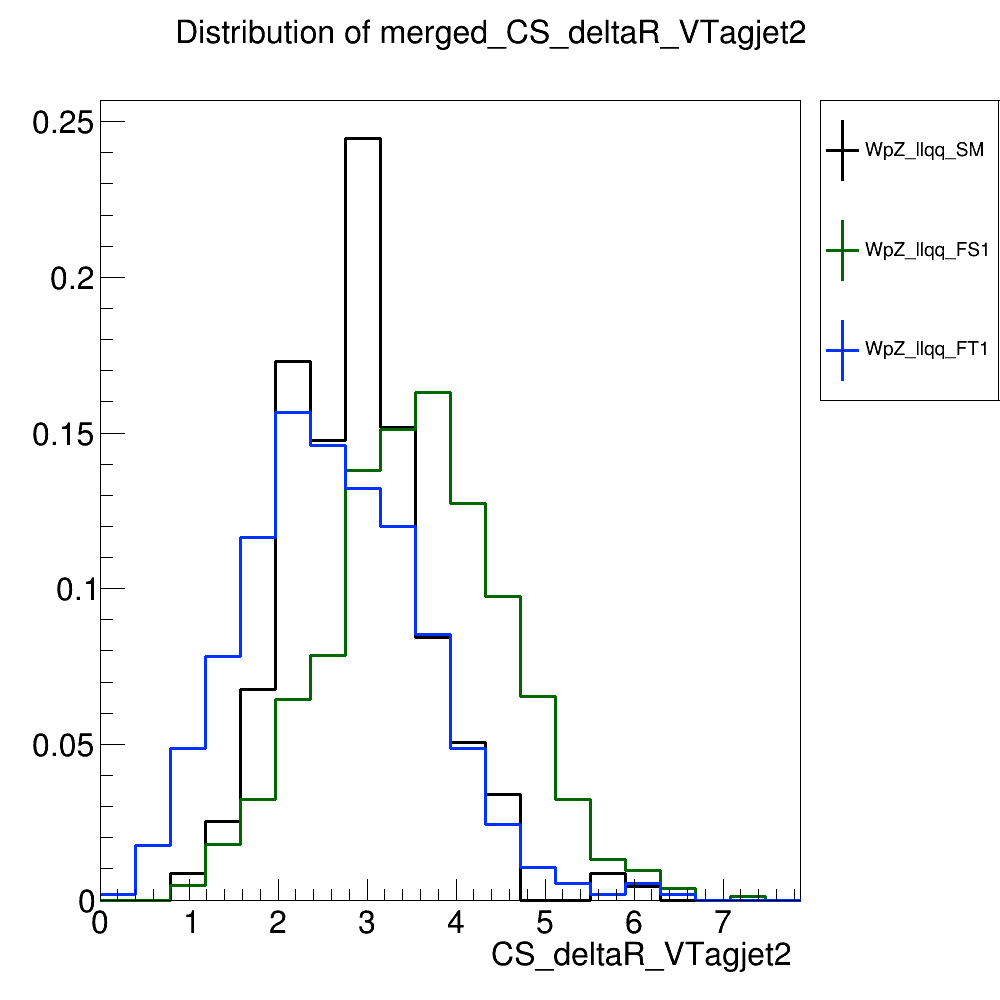 Distribution of merged_CS_deltaR_VTagjet2
0.25
0.2
0.15
0.1
0.05
0
0 1 2 3 4 5 6 7
CS_deltaR_VTagjet2
WpZ_llqq_SM
WpZ_llqq_FS1
WpZ_llqq_FT1